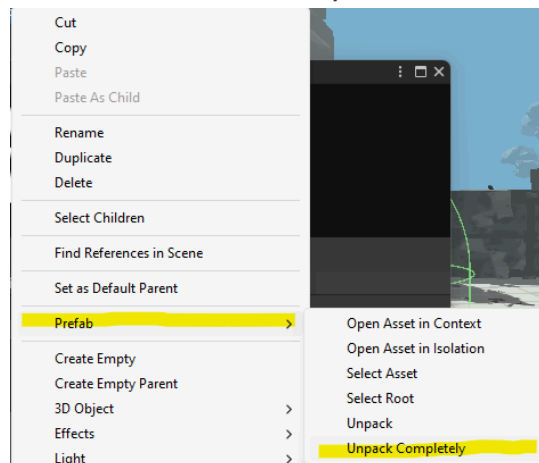 Cut
Copy
Paste
Paste As Child
Rename
Duplicate
Delete
Select Children
Find References in Scene
Set as Default Parent
Prefab
Create Empty
Create Empty Parent
3D Object
Effects
Light
Open Asset in Context
Open Asset in Isolation
Select Asset
Select Root
Unpack
Unpack Completely